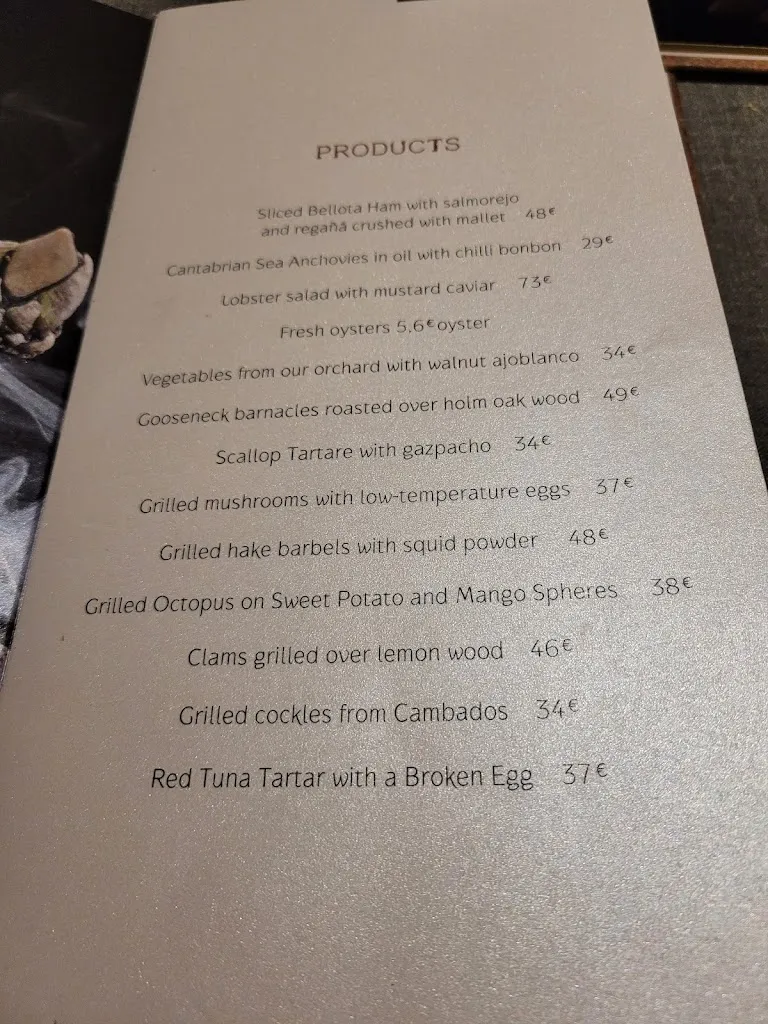 PRODUCTS
Sliced Bellota Ham with salmorejo
and regañá crushed with mallet 48€
Cantabrian Sea Anchovies in oil with chilli bonbon 29€
Lobster salad with mustard caviar 73€
Fresh oysters 5,6€oyster
Vegetables from our orchard with walnut ajoblanco 34€
Gooseneck barnacles roasted over holm oak wood 49€
Scallop Tartare with gazpacho 34€
Grilled mushrooms with low-temperature eggs 37€
Grilled hake barbels with squid powder 48€
Grilled Octopus on Sweet Potato and Mango Spheres 38€
Clams grilled over lemon wood 46€
Grilled cockles from Cambados 34€
Red Tuna Tartar with a Broken Egg 37€